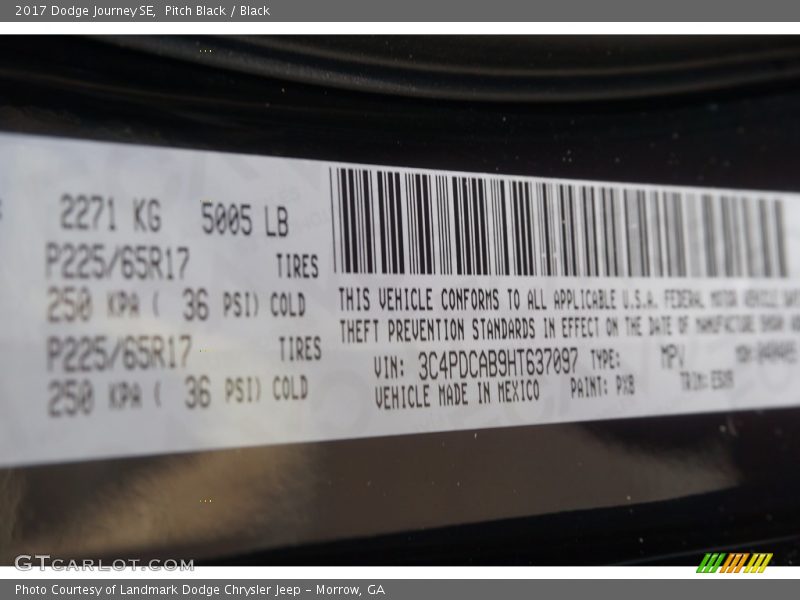 2017 Dodge Journey SE, Pitch Black / Black
2271 KG 5005 LB
P225/65R17 TIRES
250 KPA ( 36 PSI) COLD
P225/65R17 TIRES
250 KPA ( 36 PSI) COLD
THIS VEHICLE CONFORMS TO ALL APPLICABLE U.S.A. FEDERAL MOTOR VEHICLE
THEFT PREVENTION STANDARDS IN EFFECT ON THE DATE OF MANUFACTURE SHOWN
VIN: 3C4PDCAB9HT637097 TYPE: MPV
VEHICLE MADE IN MEXICO PAINT: PXB TRIM:
GTcarlot.com
Photo Courtesy of Landmark Dodge Chrysler Jeep – Morrow, GA